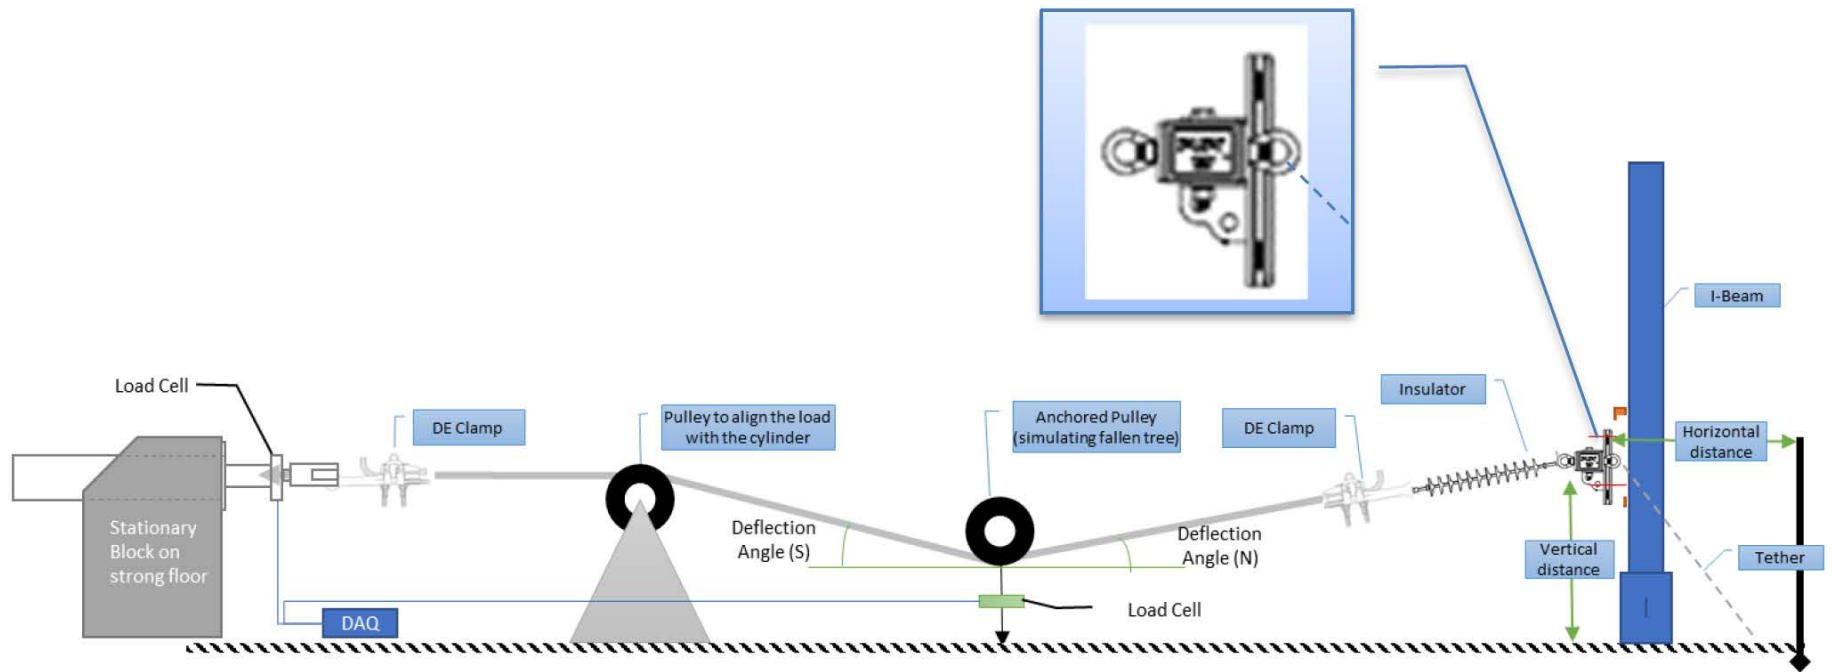 I-Beam
Load Cell
DE Clamp
Pulley to align the load
with the cylinder
Anchored Pulley
(simulating fallen tree)
DE Clamp
Insulator
Horizontal
distance
Stationary
Block on
strong floor
Deflection
Angle (S)
Deflection
Angle (N)
Vertical
distance
Tether
Load Cell
DAQ